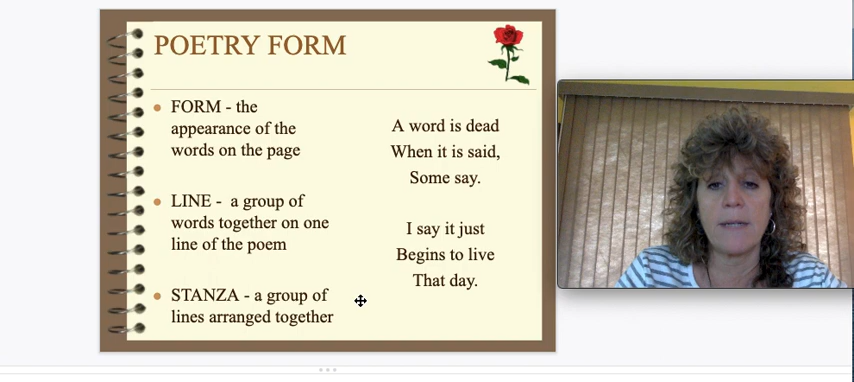 POETRY FORM
FORM - the
appearance of the
words on the page
LINE - a group of
words together on one
line of the poem
STANZA - a group of
lines arranged together
A word is dead
When it is said,
Some say.
I say it just
Begins to live
That day.